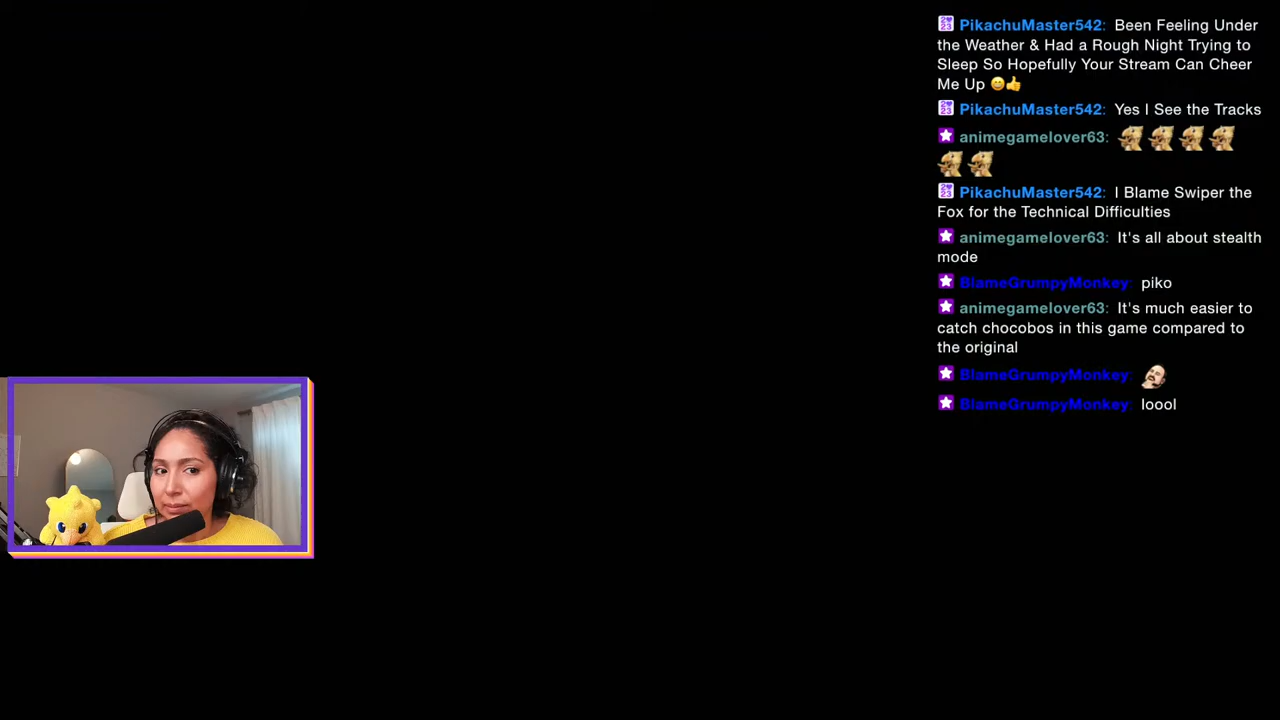 PikachuMaster542: Been Feeling Under
the Weather & Had a Rough Night Trying to
Sleep So Hopefully Your Stream Can Cheer
Me Up 😄👍
PikachuMaster542: Yes I See the Tracks
animegamelover63:
PikachuMaster542: I Blame Swiper the
Fox for the Technical Difficulties
animegamelover63: It's all about stealth
mode
BlameGrumpyMonkey: piko
animegamelover63: It's much easier to
catch chocobos in this game compared to
the original
BlameGrumpyMonkey:
BlameGrumpyMonkey: loool